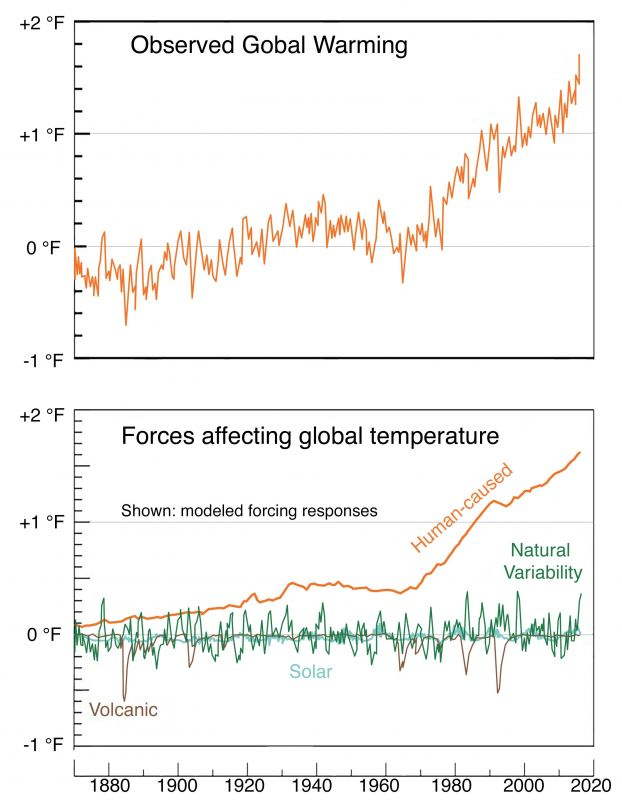 +2 °F
Observed Gobal Warming
+1 °F
0 °F
-1 °F
+2 °F
Forces affecting global temperature
Human-caused
Shown: modeled forcing responses
+1 °F
Natural
Variability
0 °F
Solar
Volcanic
-1 °F
1880 1900 1920 1940 1960 1980 2000 2020